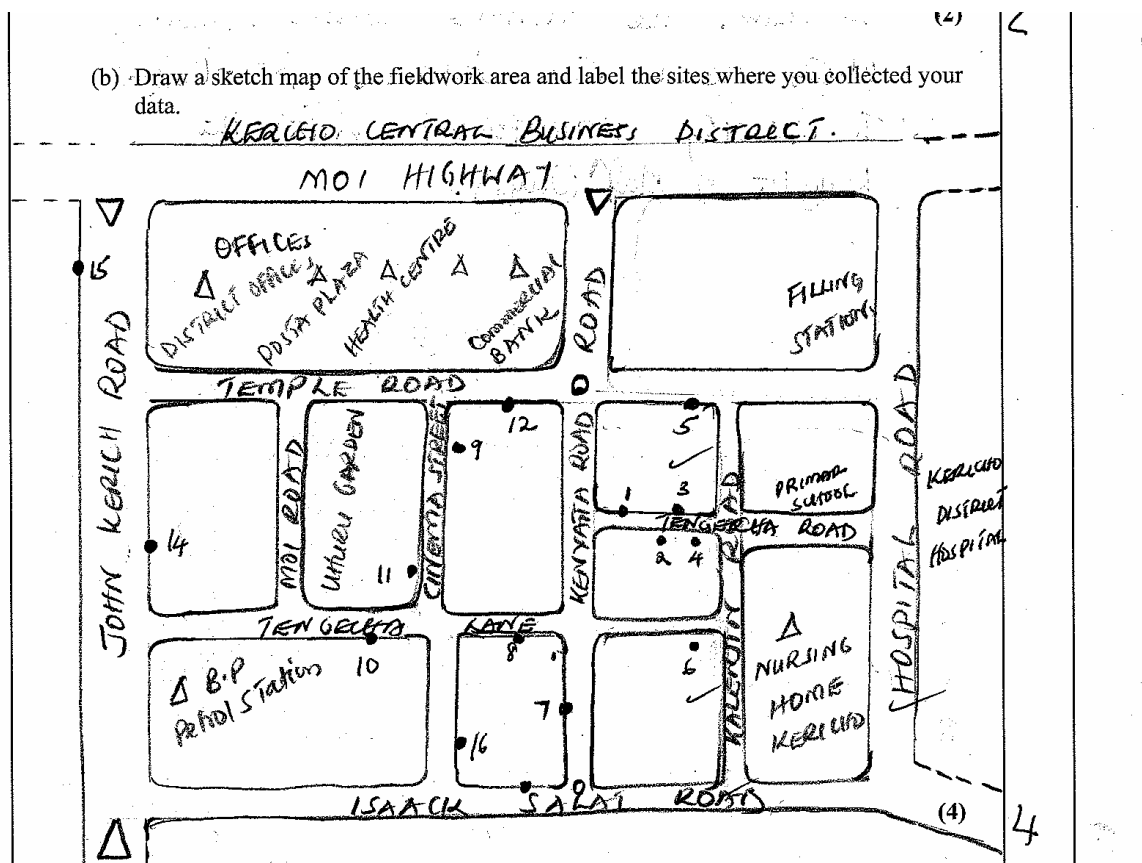 (2)
(b) Draw a sketch map of the fieldwork area and label the sites where you collected your
data.
KERICHO CENTRAL BUSINESS DISTRICT.
MOI HIGHWAY
15
OFFICES
DISTRICT OFFICES
POSTA PLAZA
HEALTH CENTRE
COMMERCIAL
BANK
ROAD
FILLING
STATIONS
JOHN KERICH ROAD
TEMPLE ROAD
HOSPITAL ROAD
KERICHO
DISTRICT
HOSPITAL
14
MOI ROAD
UHURU GARDEN
11
CINEMA STREET
12
9
KENYATTA ROAD
5
1
3
TENGECHA ROAD
2
4
KALENJIN ROAD
PRIMARY
SCHOOL
TENGECHA LANE
10
B.P
Petrol Station
8
7
16
6
NURSING
HOME
KERICHO
ISAACK SALAT ROAD
(4)
4